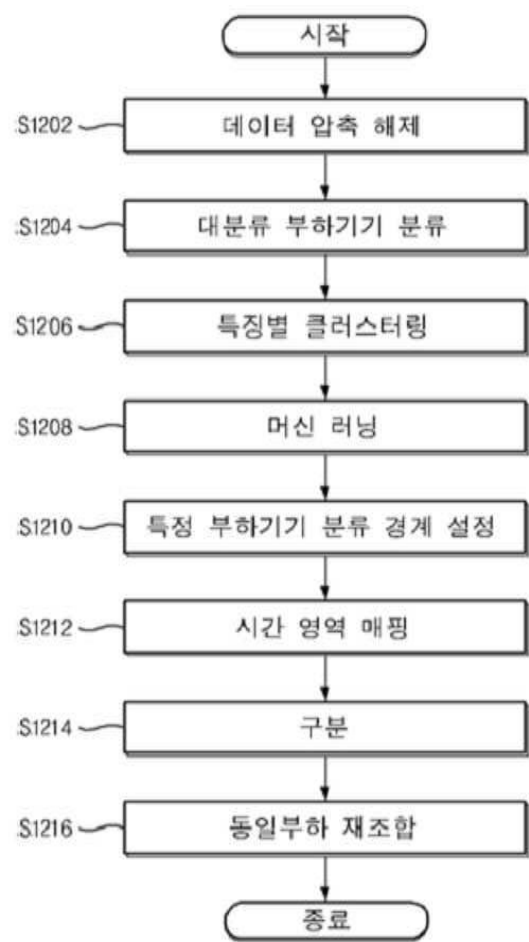 시작
S1202 데이터 압축 해제
S1204 대분류 부하기기 분류
S1206 특징별 클러스터링
S1208 머신 러닝
S1210 특정 부하기기 분류 경계 설정
S1212 시간 영역 매핑
S1214 구분
S1216 동일부하 재조합
종료